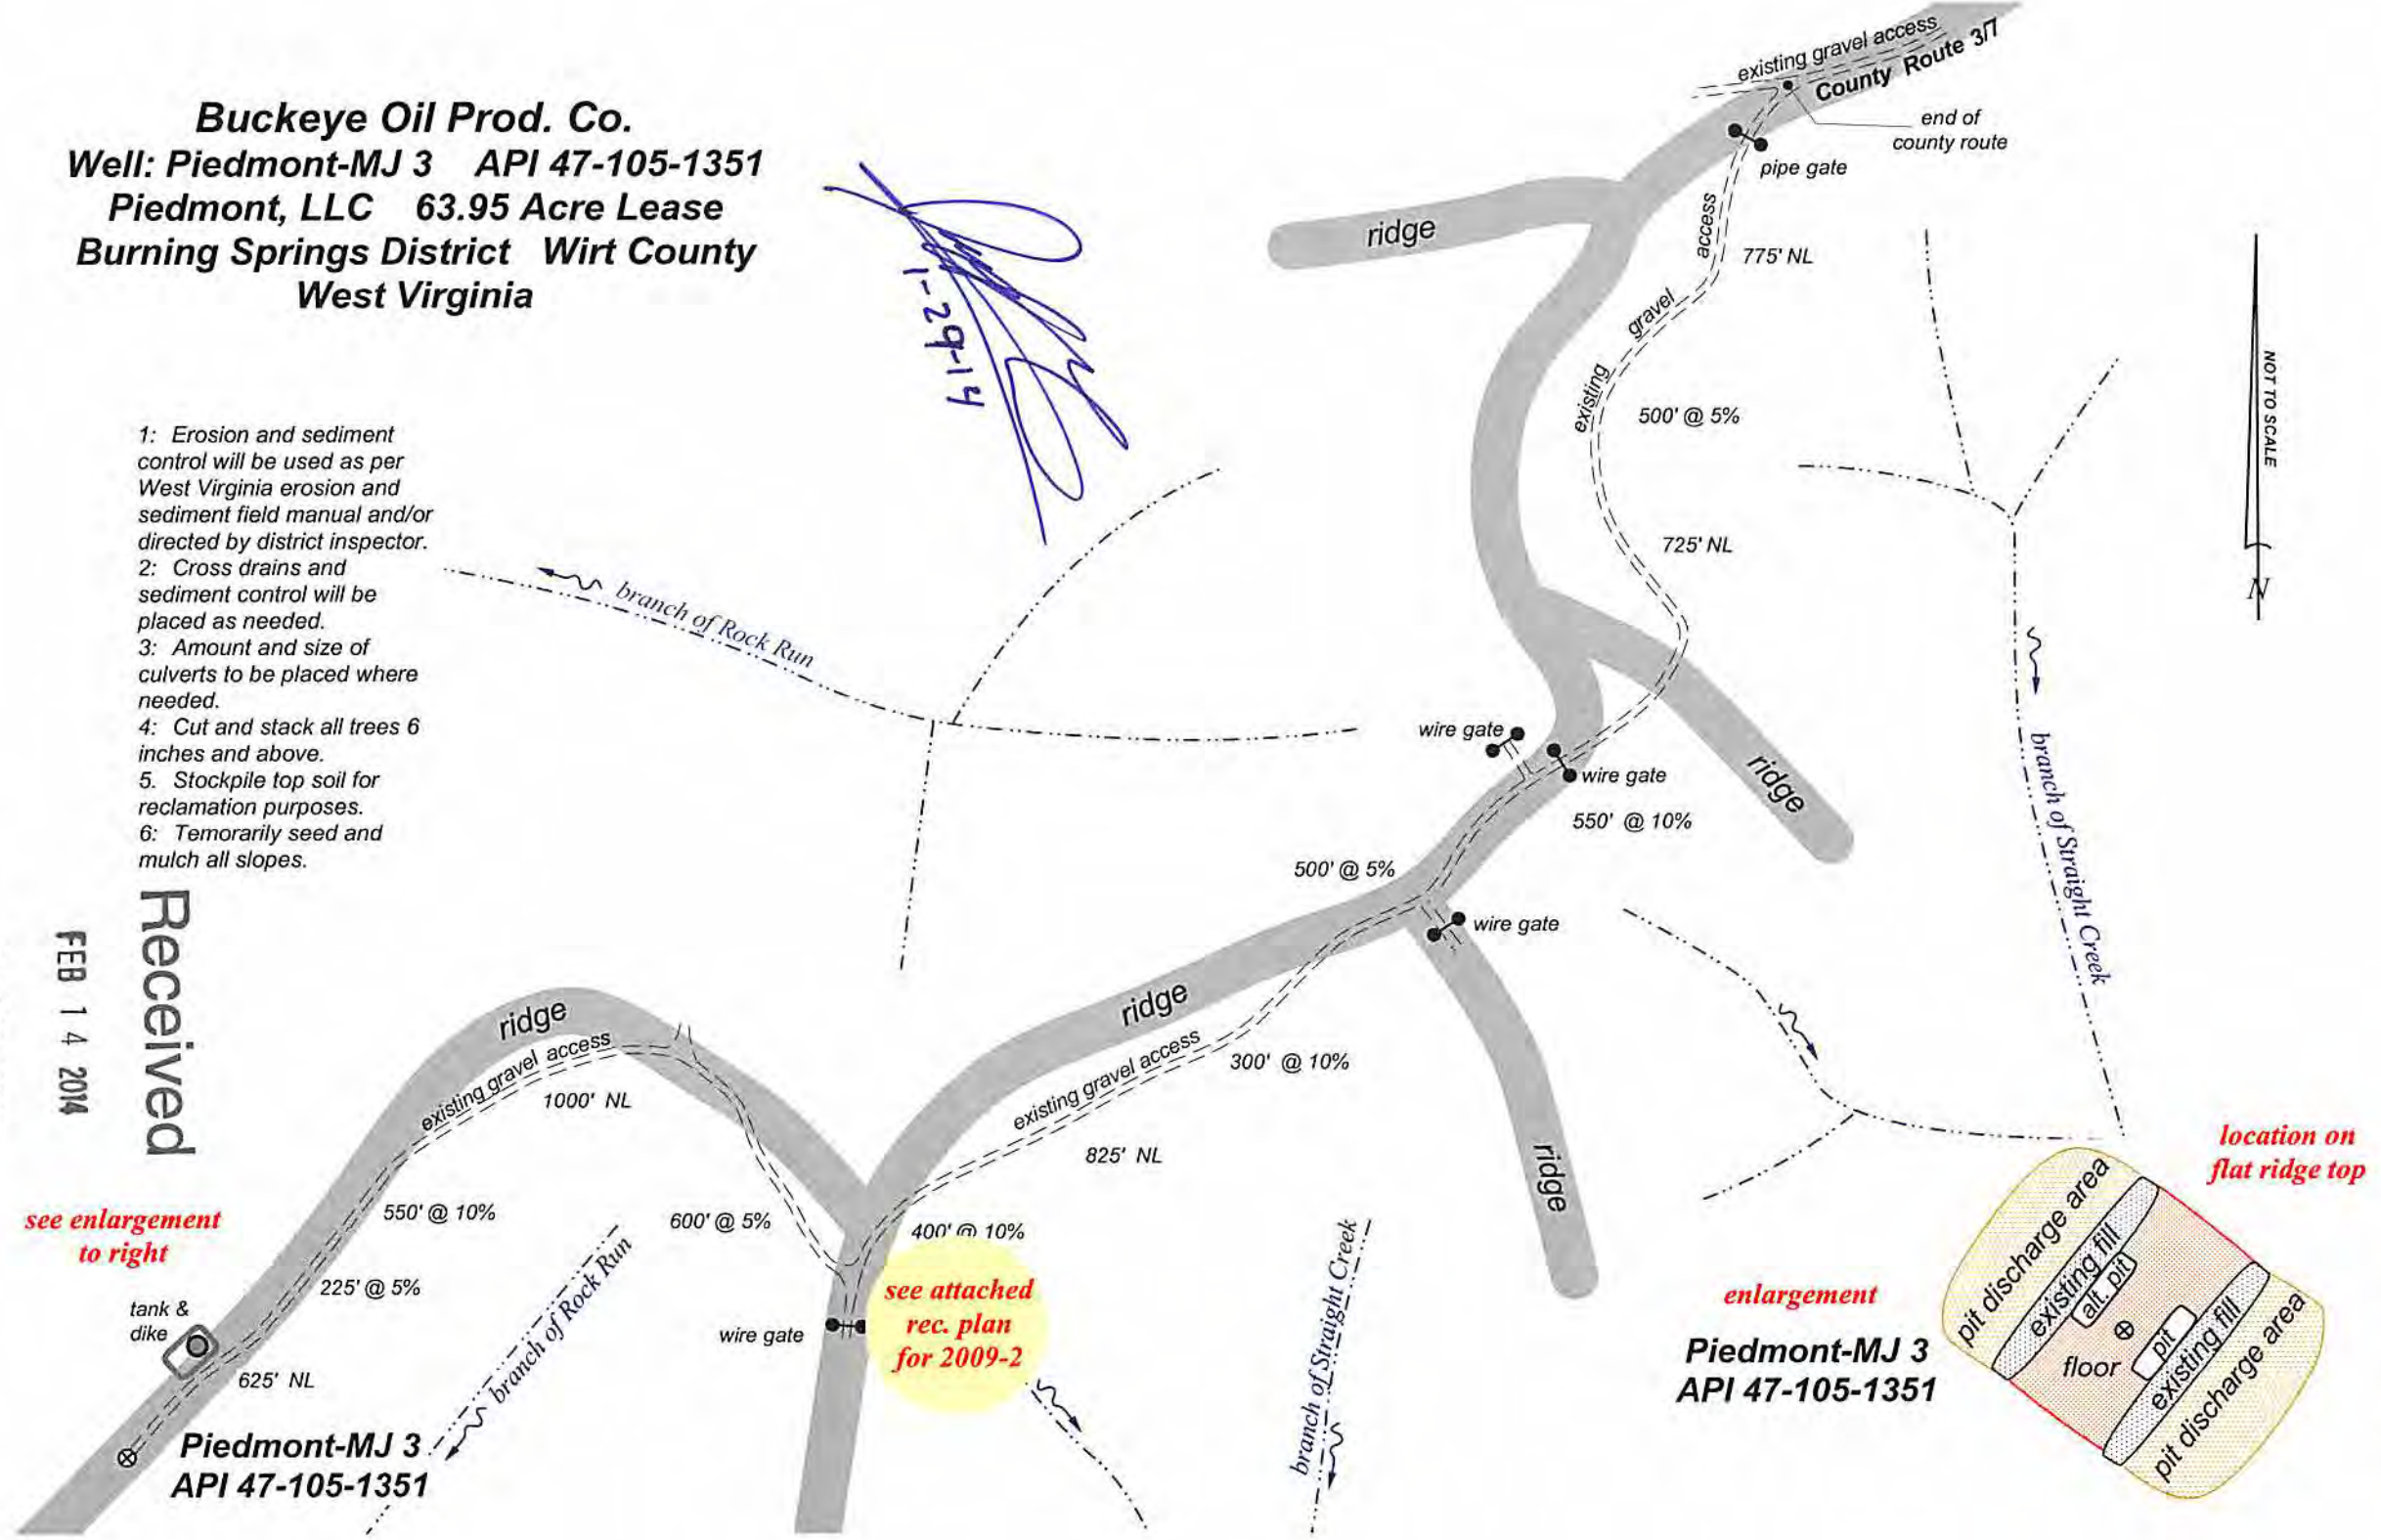 Buckeye Oil Prod. Co.
Well: Piedmont-MJ 3 API 47-105-1351
Piedmont, LLC 63.95 Acre Lease
Burning Springs District Wirt County
West Virginia
1-29-14
existing gravel access
County Route 3/7
end of
county route
pipe gate
ridge
access
775' NL
gravel
existing
500' @ 5%
725' NL
NOT TO SCALE
N
1: Erosion and sediment
control will be used as per
West Virginia erosion and
sediment field manual and/or
directed by district inspector.
2: Cross drains and
sediment control will be
placed as needed.
3: Amount and size of
culverts to be placed where
needed.
4: Cut and stack all trees 6
inches and above.
5. Stockpile top soil for
reclamation purposes.
6: Temorarily seed and
mulch all slopes.
branch of Rock Run
wire gate
wire gate
ridge
550' @ 10%
branch of Straight Creek
500' @ 5%
wire gate
Received
FEB 14 2014
ridge
existing gravel access
1000' NL
ridge
existing gravel access
300' @ 10%
825' NL
ridge
see enlargement
to right
550' @ 10%
225' @ 5%
600' @ 5%
400' @ 10%
tank &
dike
625' NL
branch of Rock Run
wire gate
see attached
rec. plan
for 2009-2
branch of Straight Creek
Piedmont-MJ 3
API 47-105-1351
location on
flat ridge top
enlargement
Piedmont-MJ 3
API 47-105-1351
pit discharge area
existing fill
alt. pit
floor
pit
existing fill
pit discharge area